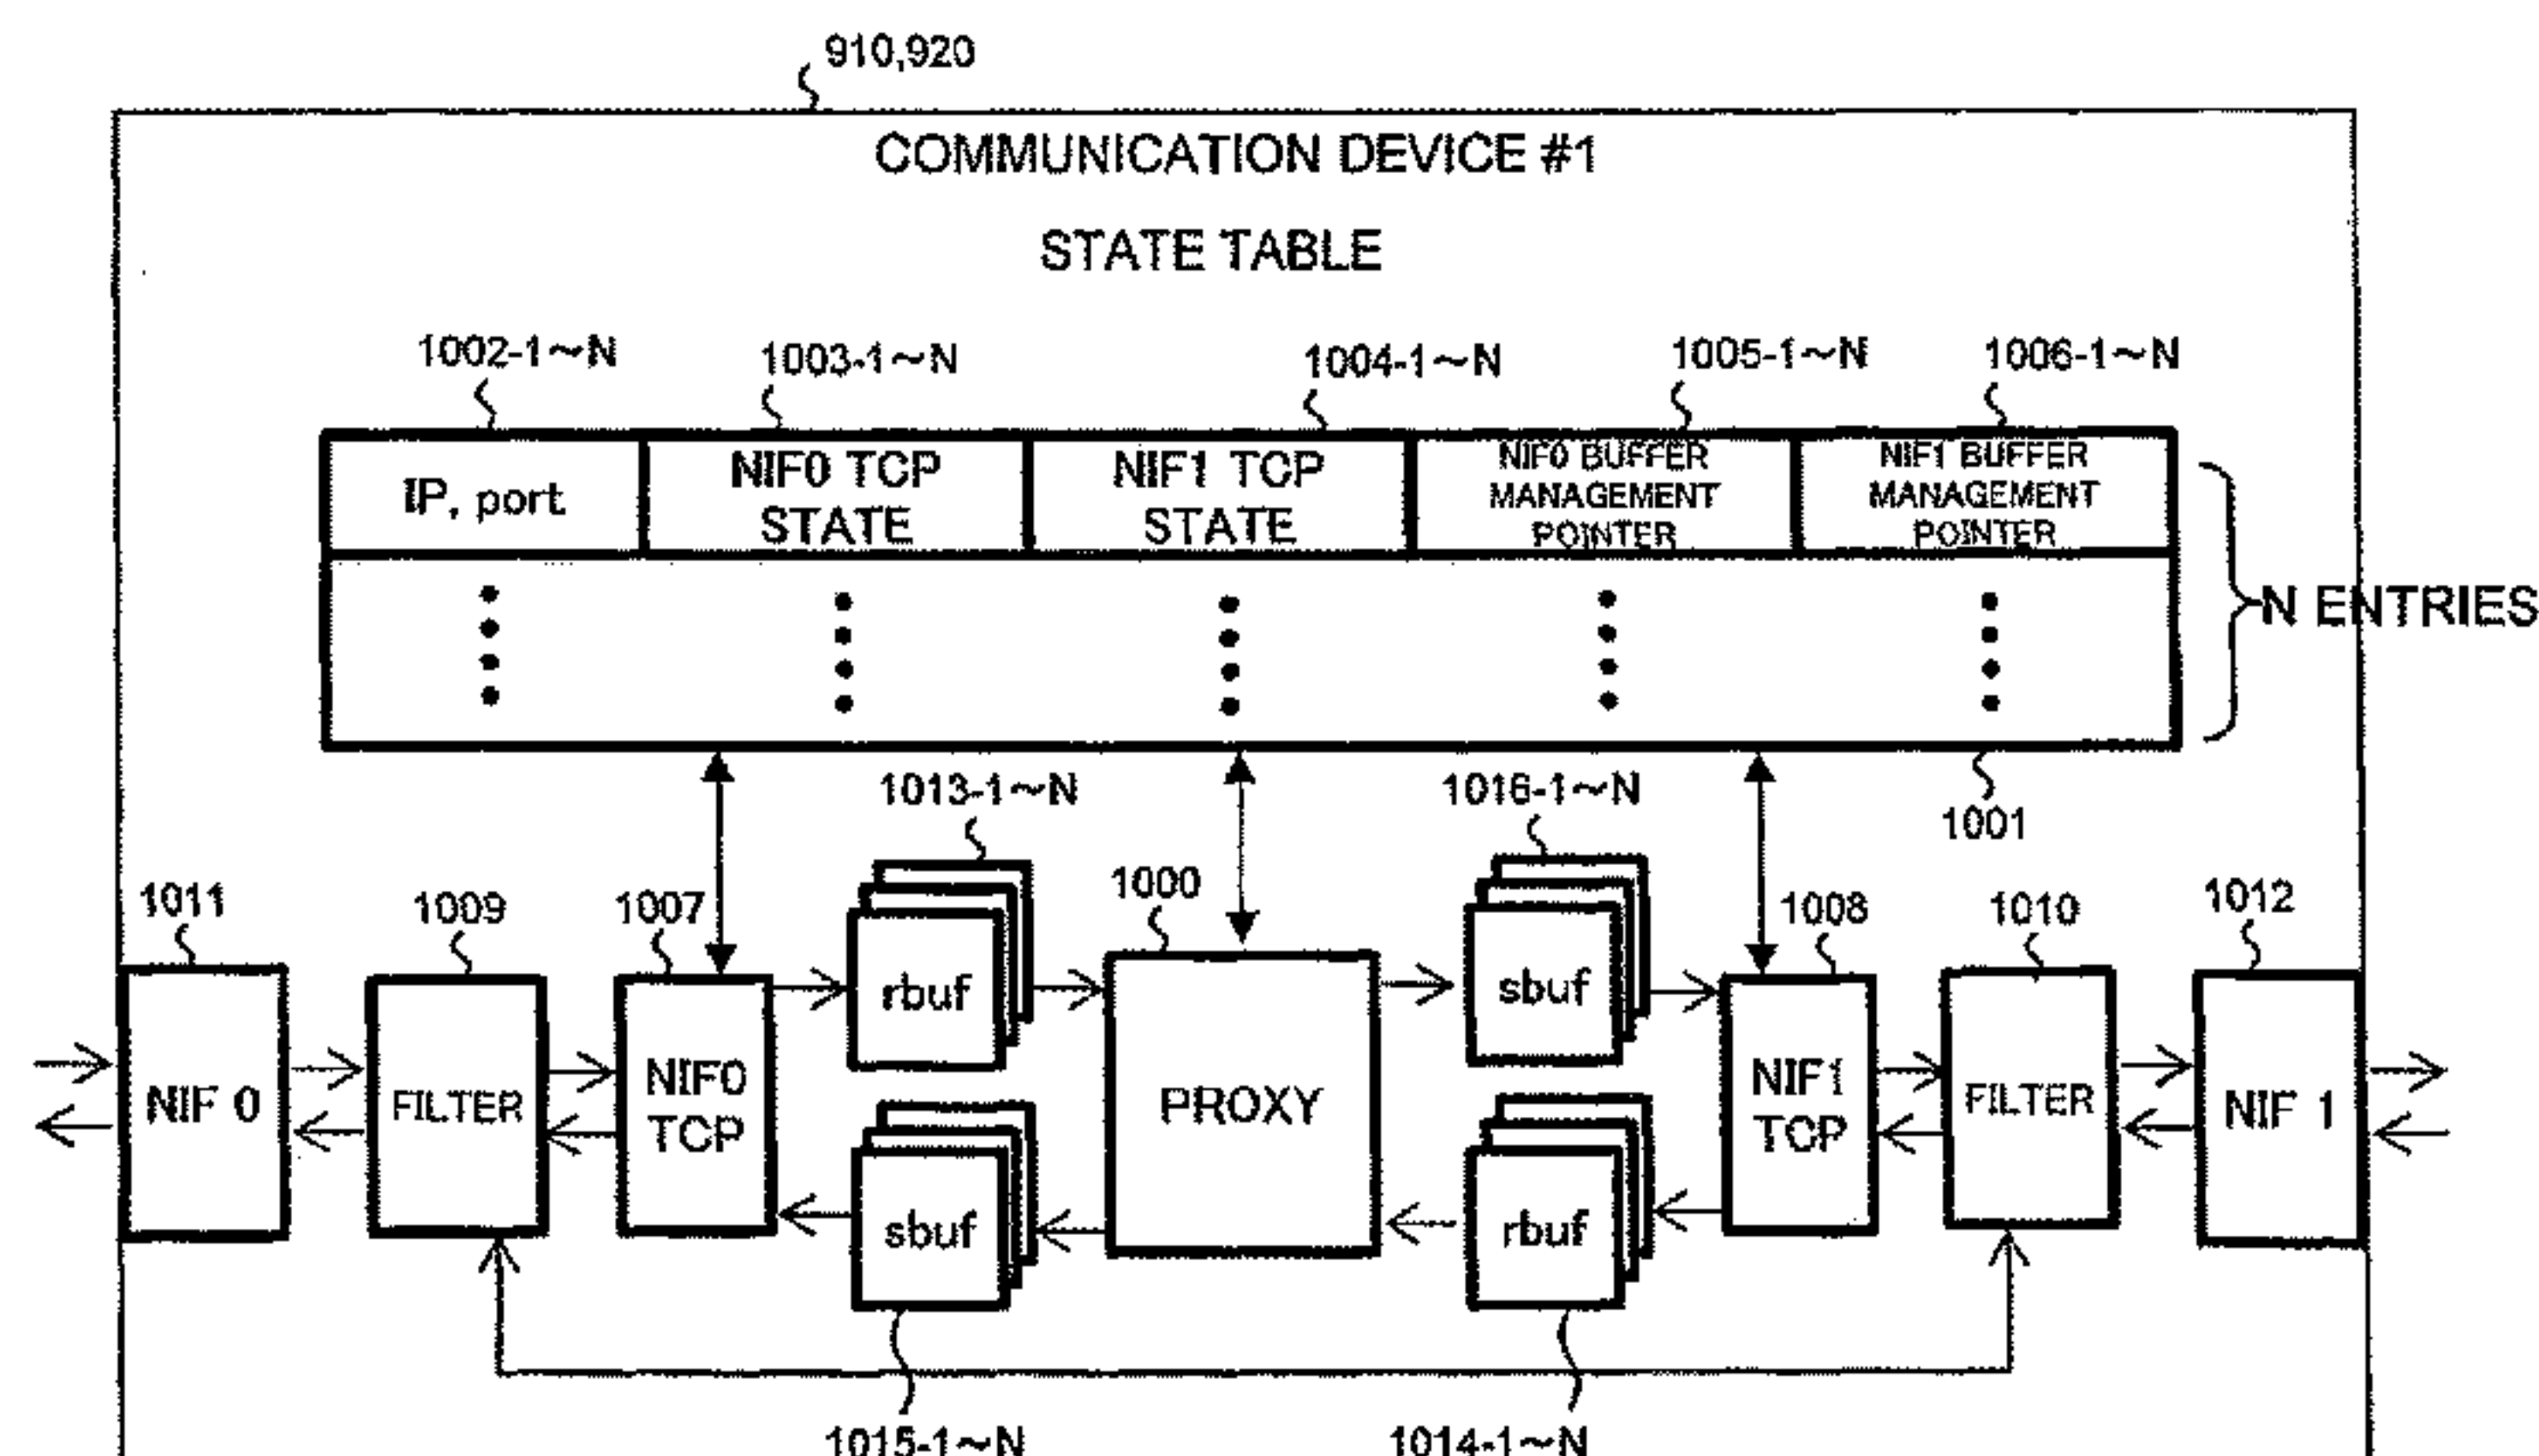 910,920
COMMUNICATION DEVICE #1
STATE TABLE
1002-1~N
1003-1~N
1004-1~N
1005-1~N
1006-1~N
IP, port
NIF0 TCP
STATE
NIF1 TCP
STATE
NIF0 BUFFER
MANAGEMENT
POINTER
NIF1 BUFFER
MANAGEMENT
POINTER
N ENTRIES
1013-1~N
1016-1~N
1001
1011
1009
1007
1000
1008
1010
1012
rbuf
sbuf
NIF 0
FILTER
NIF0
TCP
PROXY
NIF1
TCP
FILTER
NIF 1
sbuf
rbuf
1015-1~N
1014-1~N